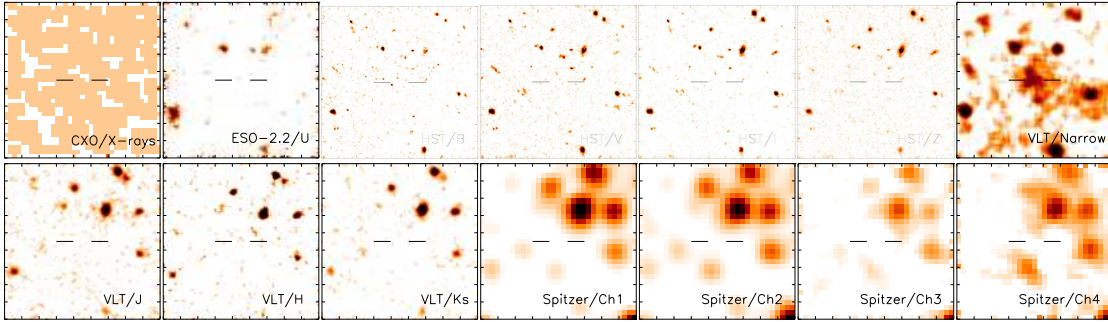 CXO/X-rays
ESO-2.2/U
HST/B
HST/V
HST/I
HST/Z
VLT/Narrow
VLT/J
VLT/H
VLT/Ks
Spitzer/Ch1
Spitzer/Ch2
Spitzer/Ch3
Spitzer/Ch4